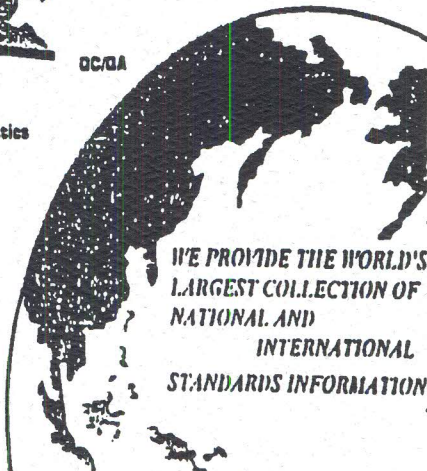 QC/QA
WE PROVIDE THE WORLD'S
LARGEST COLLECTION OF
NATIONAL AND
INTERNATIONAL
STANDARDS INFORMATION